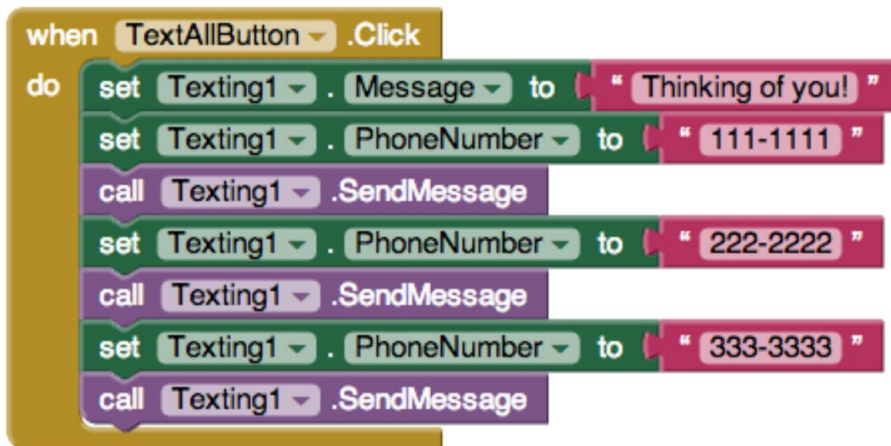 when TextAllButton .Click
do set Texting1 . Message to " Thinking of you! "
set Texting1 . PhoneNumber to " 111-1111 "
call Texting1 .SendMessage
set Texting1 . PhoneNumber to " 222-2222 "
call Texting1 .SendMessage
set Texting1 . PhoneNumber to " 333-3333 "
call Texting1 .SendMessage